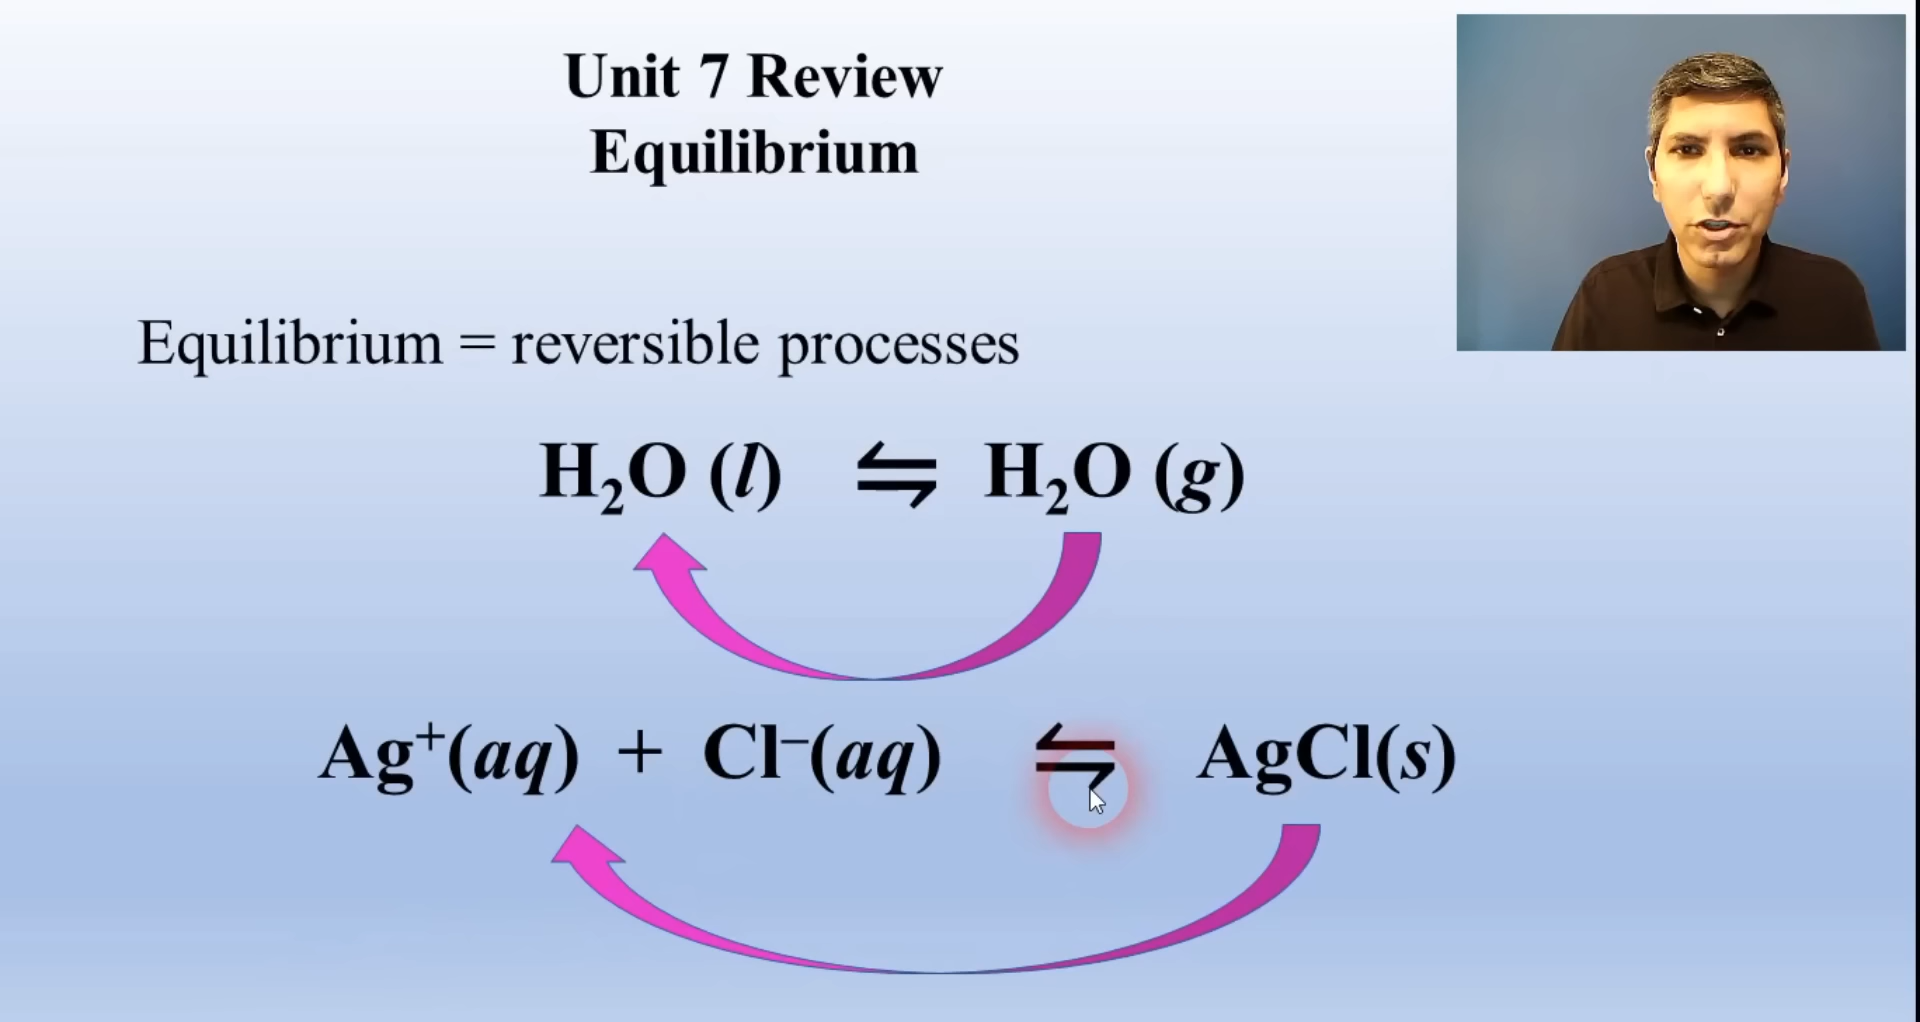 Unit 7 Review
Equilibrium
Equilibrium = reversible processes
H₂O (l) ⇋ H₂O (g)
Ag⁺(aq) + Cl⁻(aq) ⇋ AgCl(s)